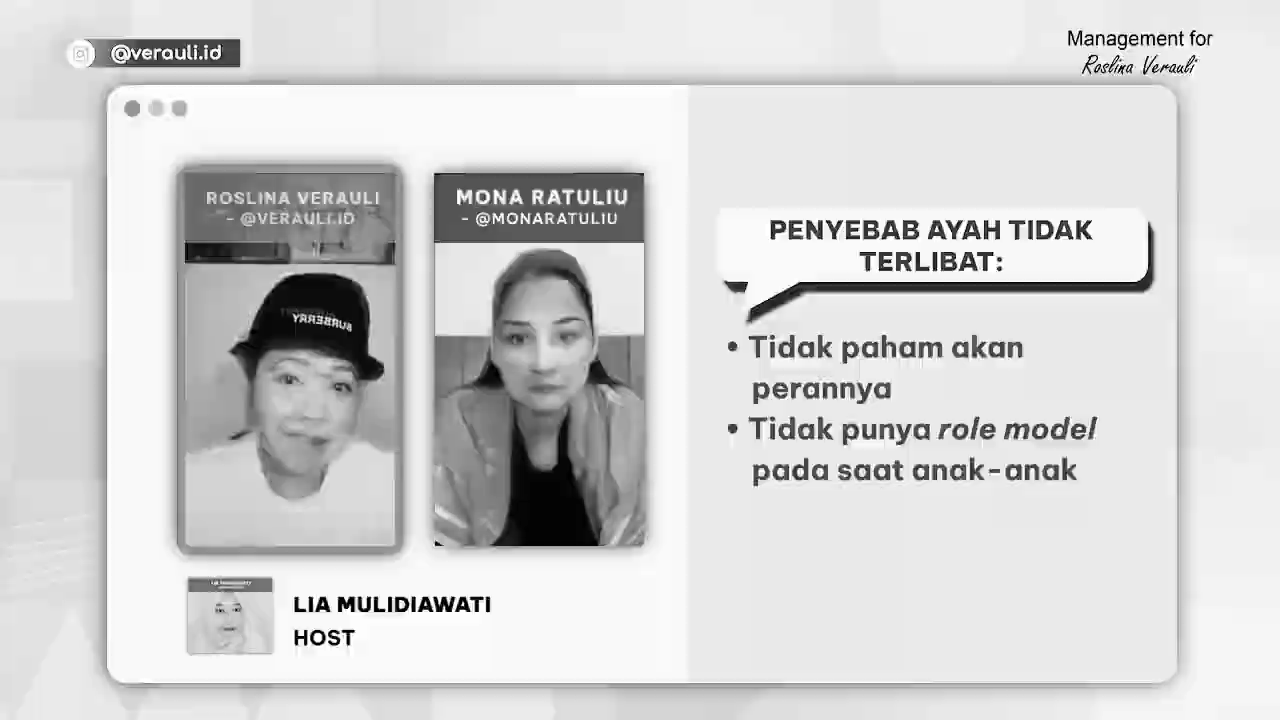 @verauli.id
Management for
Roslina Verauli
ROSLINA VERAULI
- @VERAULI.ID
MONA RATULIU
- @MONARATULIU
BURBERRY
PENYEBAB AYAH TIDAK
TERLIBAT:
• Tidak paham akan
perannya
• Tidak punya role model
pada saat anak-anak
LIA MULIDIAWATI
HOST